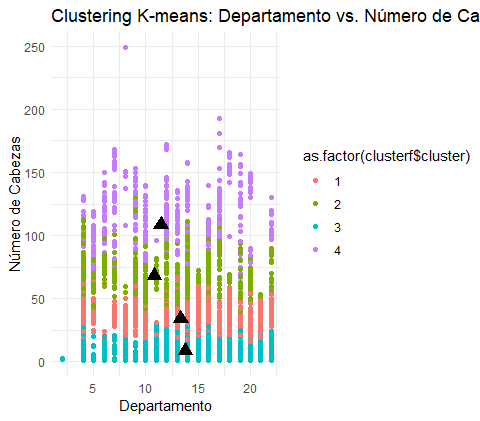 Clustering K-means: Departamento vs. Número de Ca
250
200
150
100
50
0
Número de Cabezas
5 10 15 20
Departamento
as.factor(clusterf$cluster)
1
2
3
4